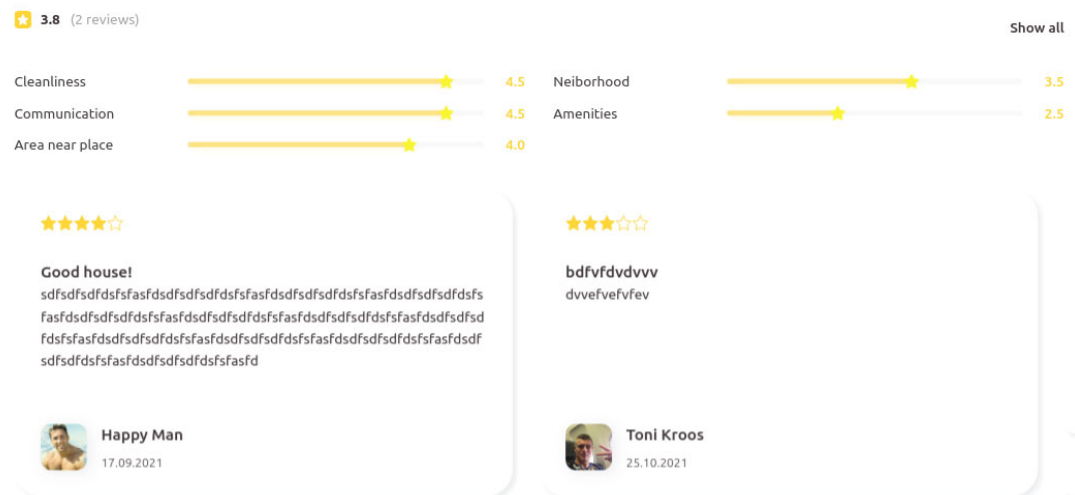 3.8 (2 reviews)
Show all
Cleanliness 4.5
Neiborhood 3.5
Communication 4.5
Amenities 2.5
Area near place 4.0
Good house!
sdfsdfsdfdsfsfasfdsdfsdfsdfdsfsfasfdsdfsdfsdfdsfsfasfdsdfsdfsdfdsfs
fasfdsdfsdfsdfdsfsfasfdsdfsdfsdfdsfsfasfdsdfsdfsdfdsfsfasfdsdfsdfsd
fdsfsfasfdsdfsdfsdfdsfsfasfdsdfsdfsdfdsfsfasfdsdfsdfsdfdsfsfasfdsdf
sdfsdfdsfsfasfdsdfsdfsdfdsfsfasfd
Happy Man
17.09.2021
bdfvfdvdvvv
dvvefvefvfev
Toni Kroos
25.10.2021